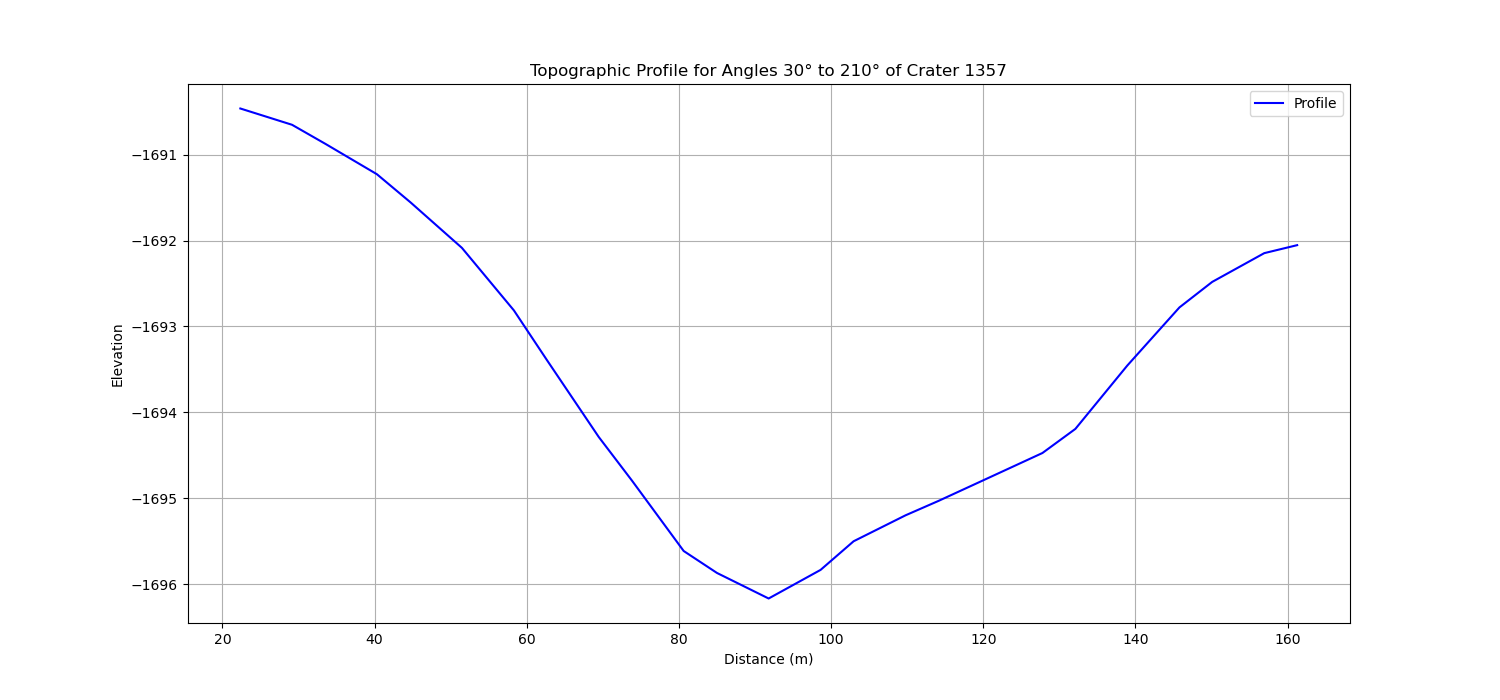 Topographic Profile for Angles 30° to 210° of Crater 1357
Profile
−1691
−1692
−1693
−1694
−1695
−1696
Elevation
20 40 60 80 100 120 140 160
Distance (m)